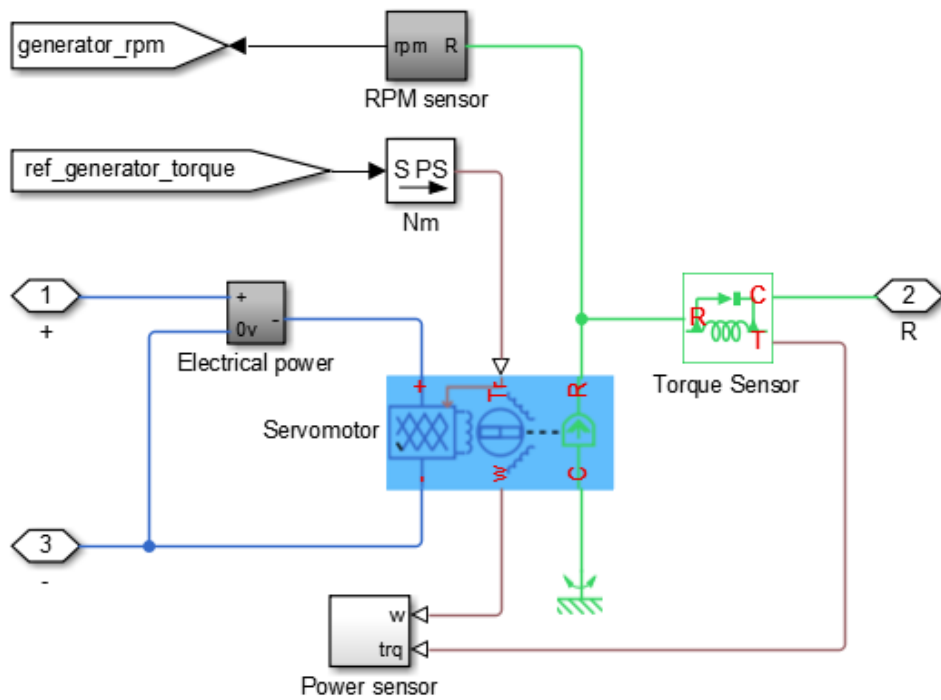 generator_rpm
rpm R
RPM sensor
ref_generator_torque
S PS
Nm
1
+
+
0v
-
Electrical power
R
C
T
Torque Sensor
2
R
Servomotor
+
Tr
R
-
w
C
3
-
w
trq
Power sensor